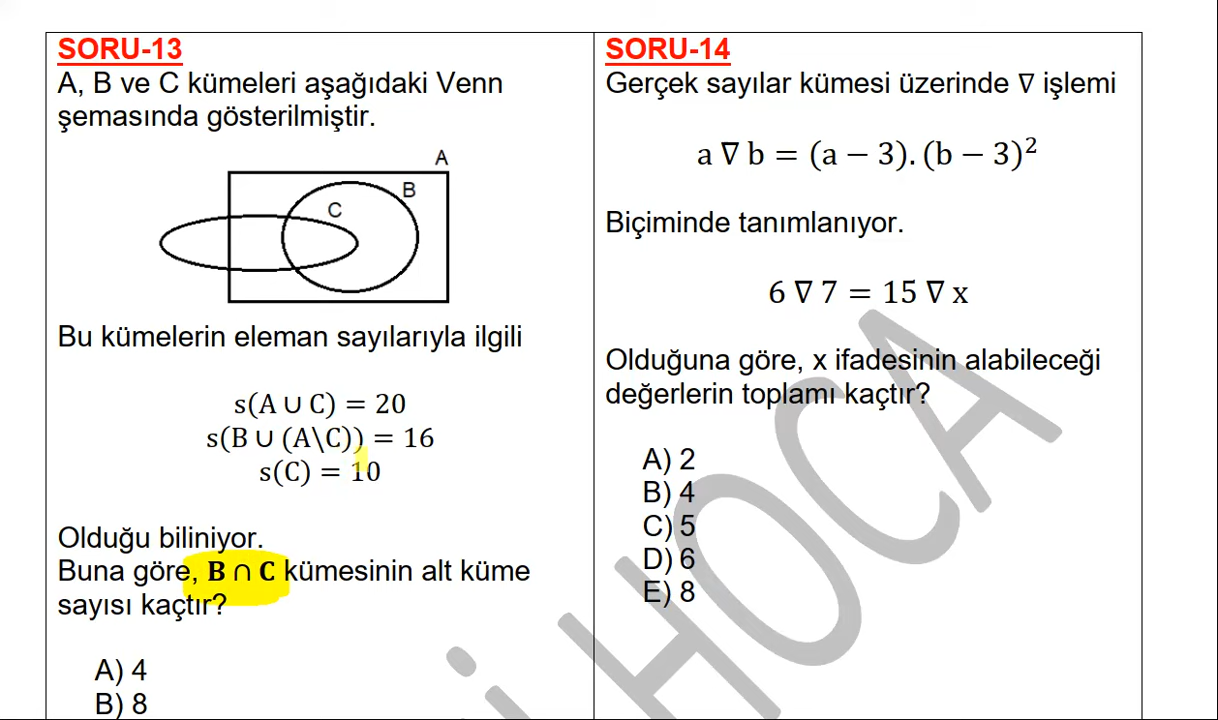 SORU-13
A, B ve C kümeleri aşağıdaki Venn
şemasında gösterilmiştir.
A
B
C
Bu kümelerin eleman sayılarıyla ilgili
s(A ∪ C) = 20
s(B ∪ (A\C)) = 16
s(C) = 10
Olduğu biliniyor.
Buna göre, B ∩ C kümesinin alt küme
sayısı kaçtır?
A) 4
B) 8
SORU-14
Gerçek sayılar kümesi üzerinde ∇ işlemi
a ∇ b = (a − 3). (b − 3)²
Biçiminde tanımlanıyor.
6 ∇ 7 = 15 ∇ x
Olduğuna göre, x ifadesinin alabileceği
değerlerin toplamı kaçtır?
A) 2
B) 4
C) 5
D) 6
E) 8
İ HOCA